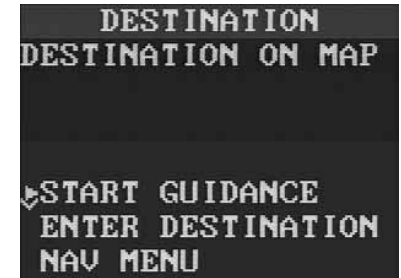 DESTINATION
DESTINATION ON MAP
START GUIDANCE
ENTER DESTINATION
NAV MENU